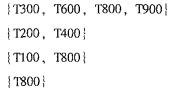 {T300, T600, T800, T900}
{T200, T400}
{T100, T800}
{T800}